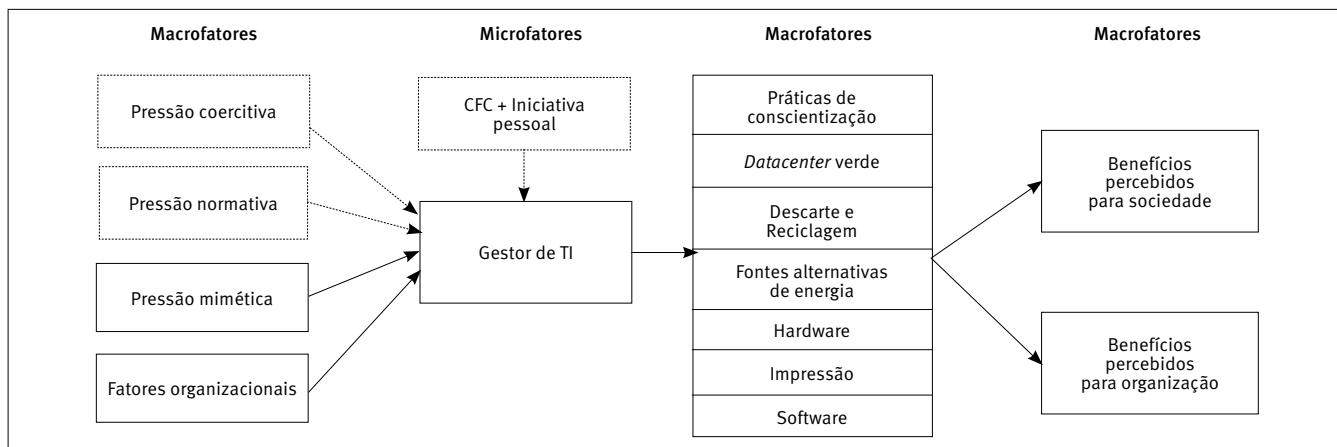 Macrofatores
Microfatores
Macrofatores
Macrofatores
Pressão coercitiva
Pressão normativa
Pressão mimética
Fatores organizacionais
CFC + Iniciativa
pessoal
Gestor de TI
Práticas de
conscientização
Datacenter verde
Descarte e
Reciclagem
Fontes alternativas
de energia
Hardware
Impressão
Software
Benefícios
percebidos
para sociedade
Benefícios
percebidos
para organização